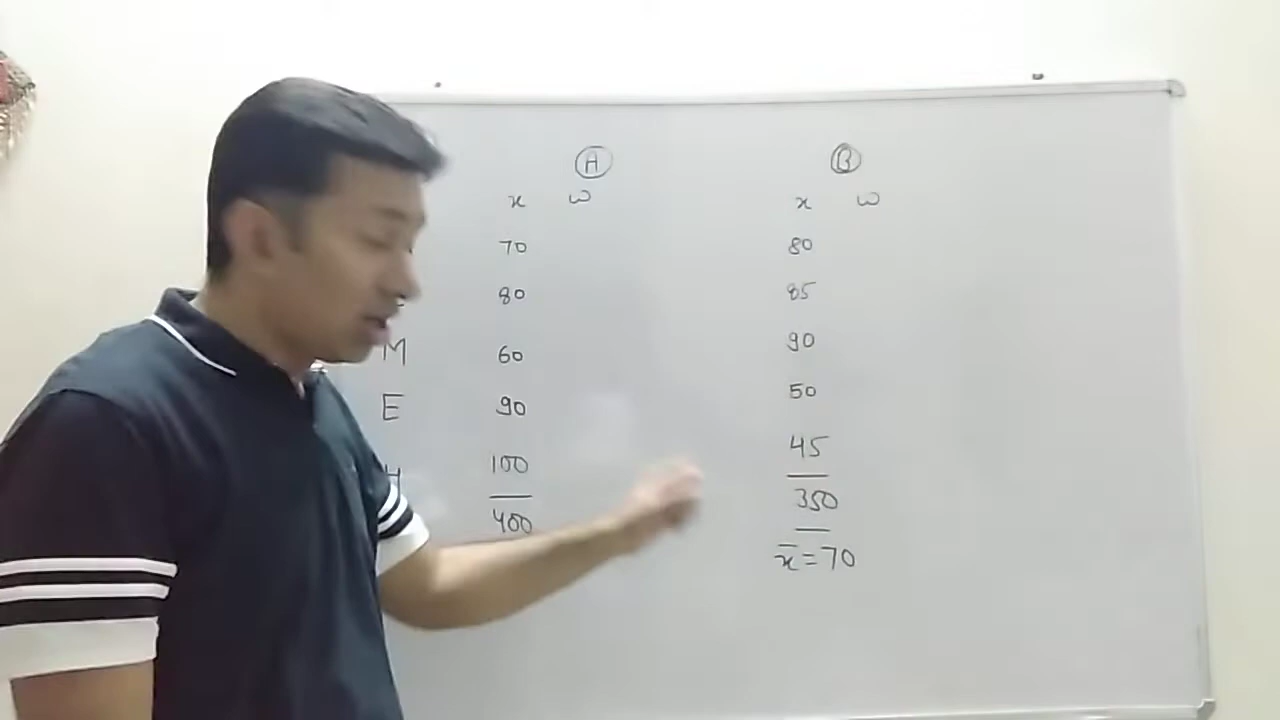 A B
x w x w
70 80
80 85
M 60 90
E 90 50
H 100 45
400 350
x̄ = 70